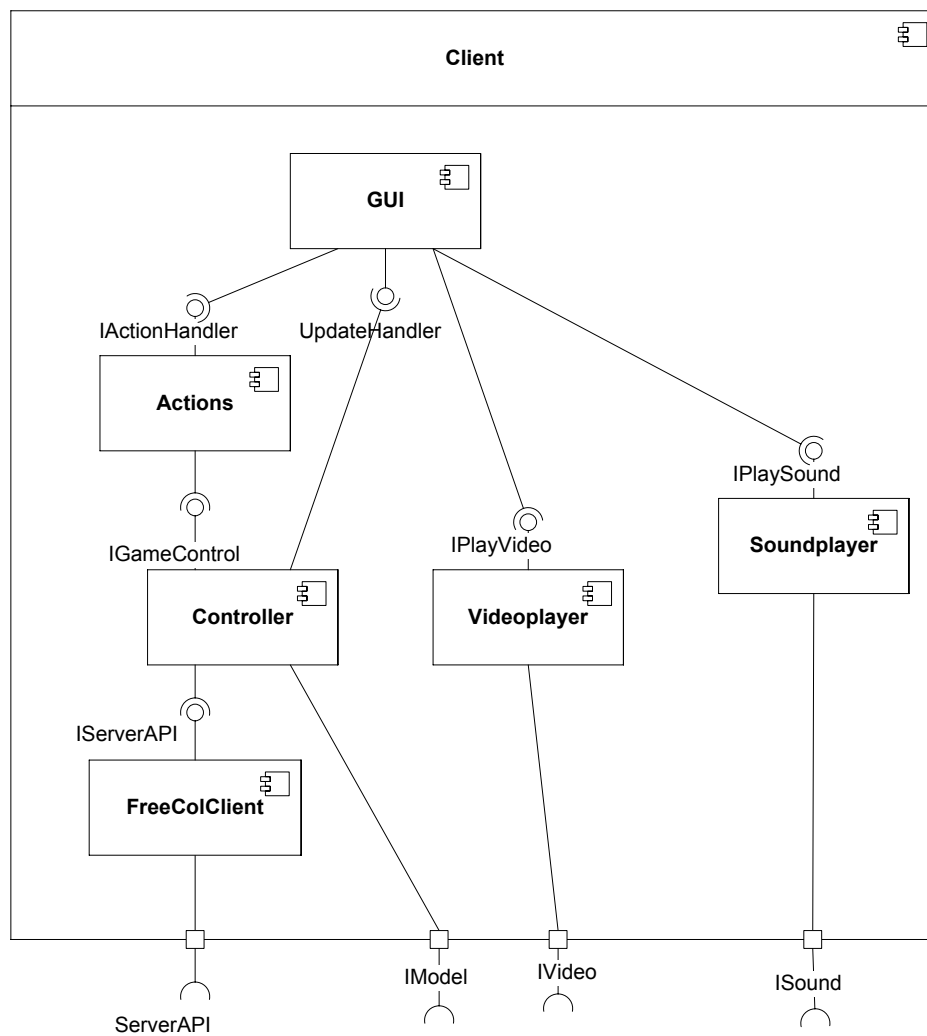 Client
GUI
IActionHandler
UpdateHandler
Actions
IPlaySound
Soundplayer
IGameControl
IPlayVideo
Controller
Videoplayer
IServerAPI
FreeColClient
IModel
IVideo
ISound
ServerAPI